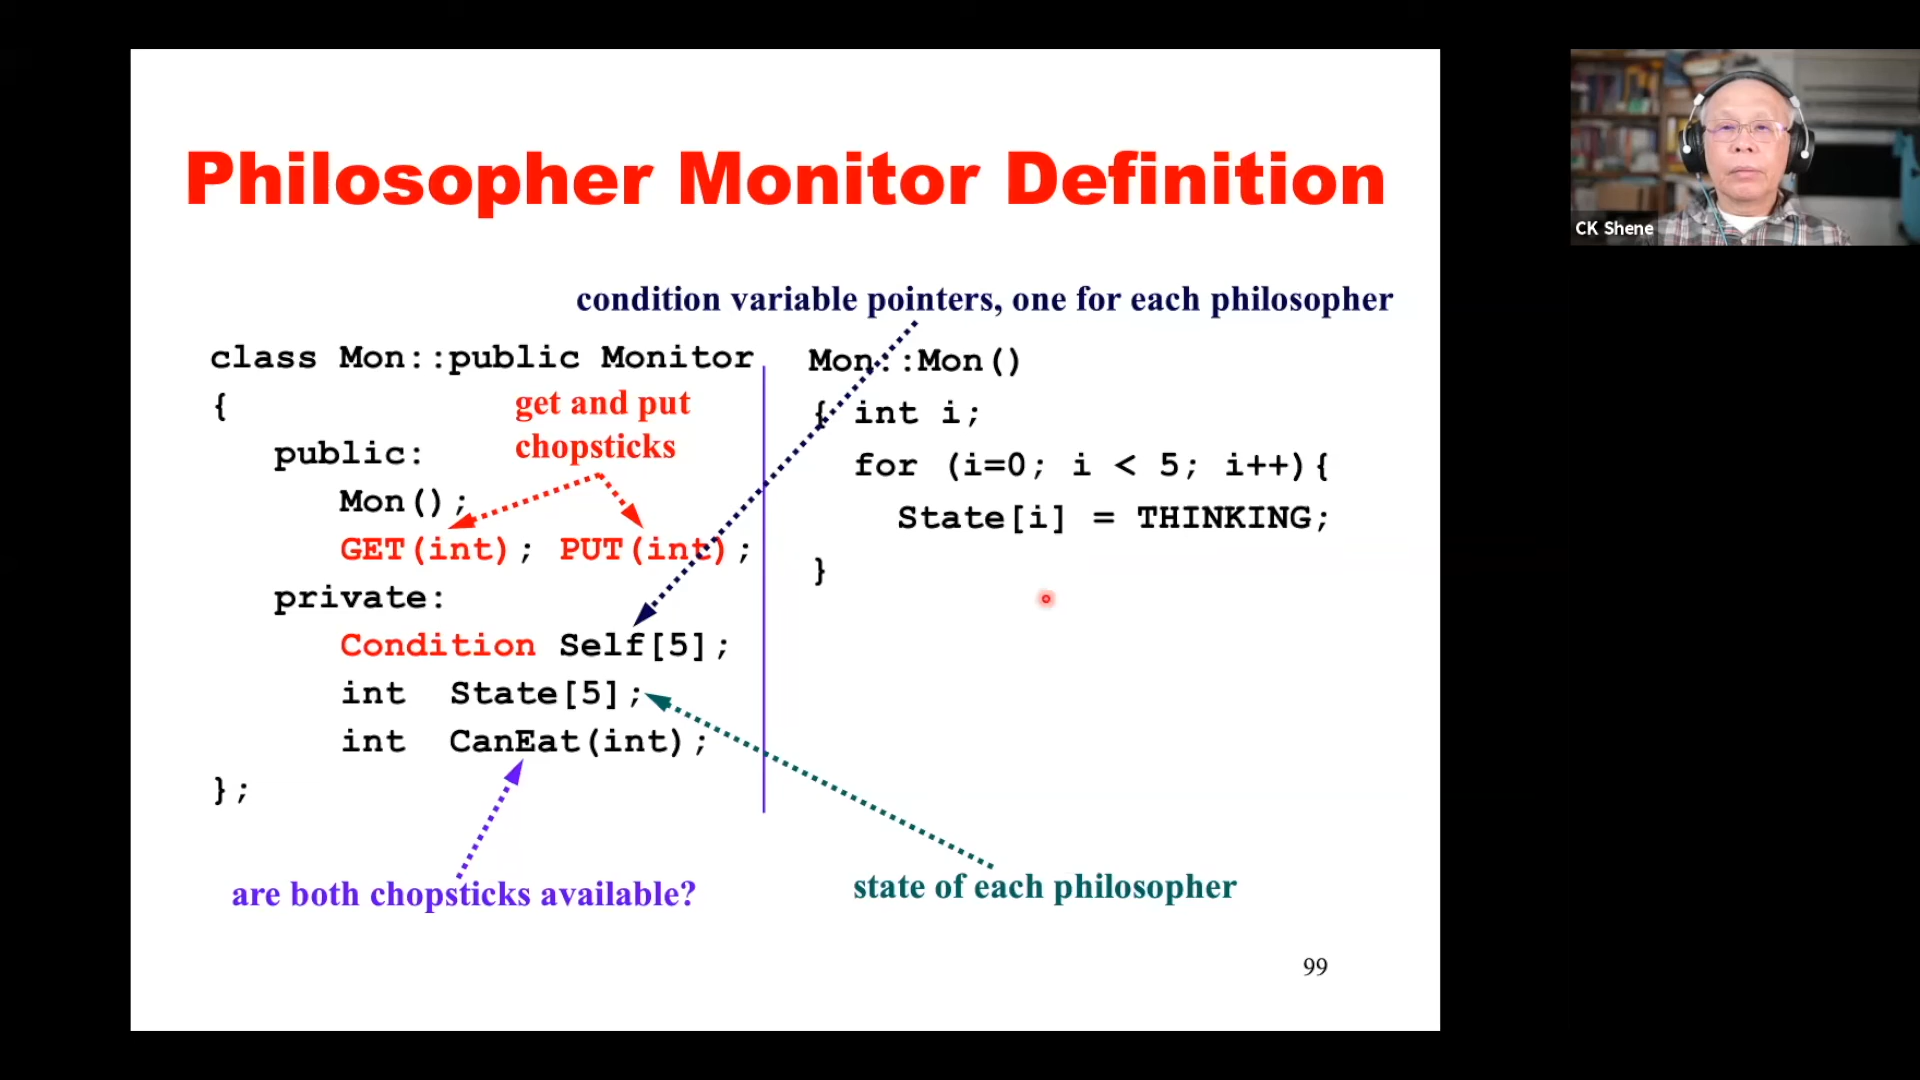 Philosopher Monitor Definition
condition variable pointers, one for each philosopher
class Mon::public Monitor
{
get and put
chopsticks
public:
Mon();
GET(int); PUT(int);
private:
Condition Self[5];
int State[5];
int CanEat(int);
};
Mon::Mon()
{ int i;
for (i=0; i < 5; i++){
State[i] = THINKING;
}
are both chopsticks available?
state of each philosopher
99
CK Shene